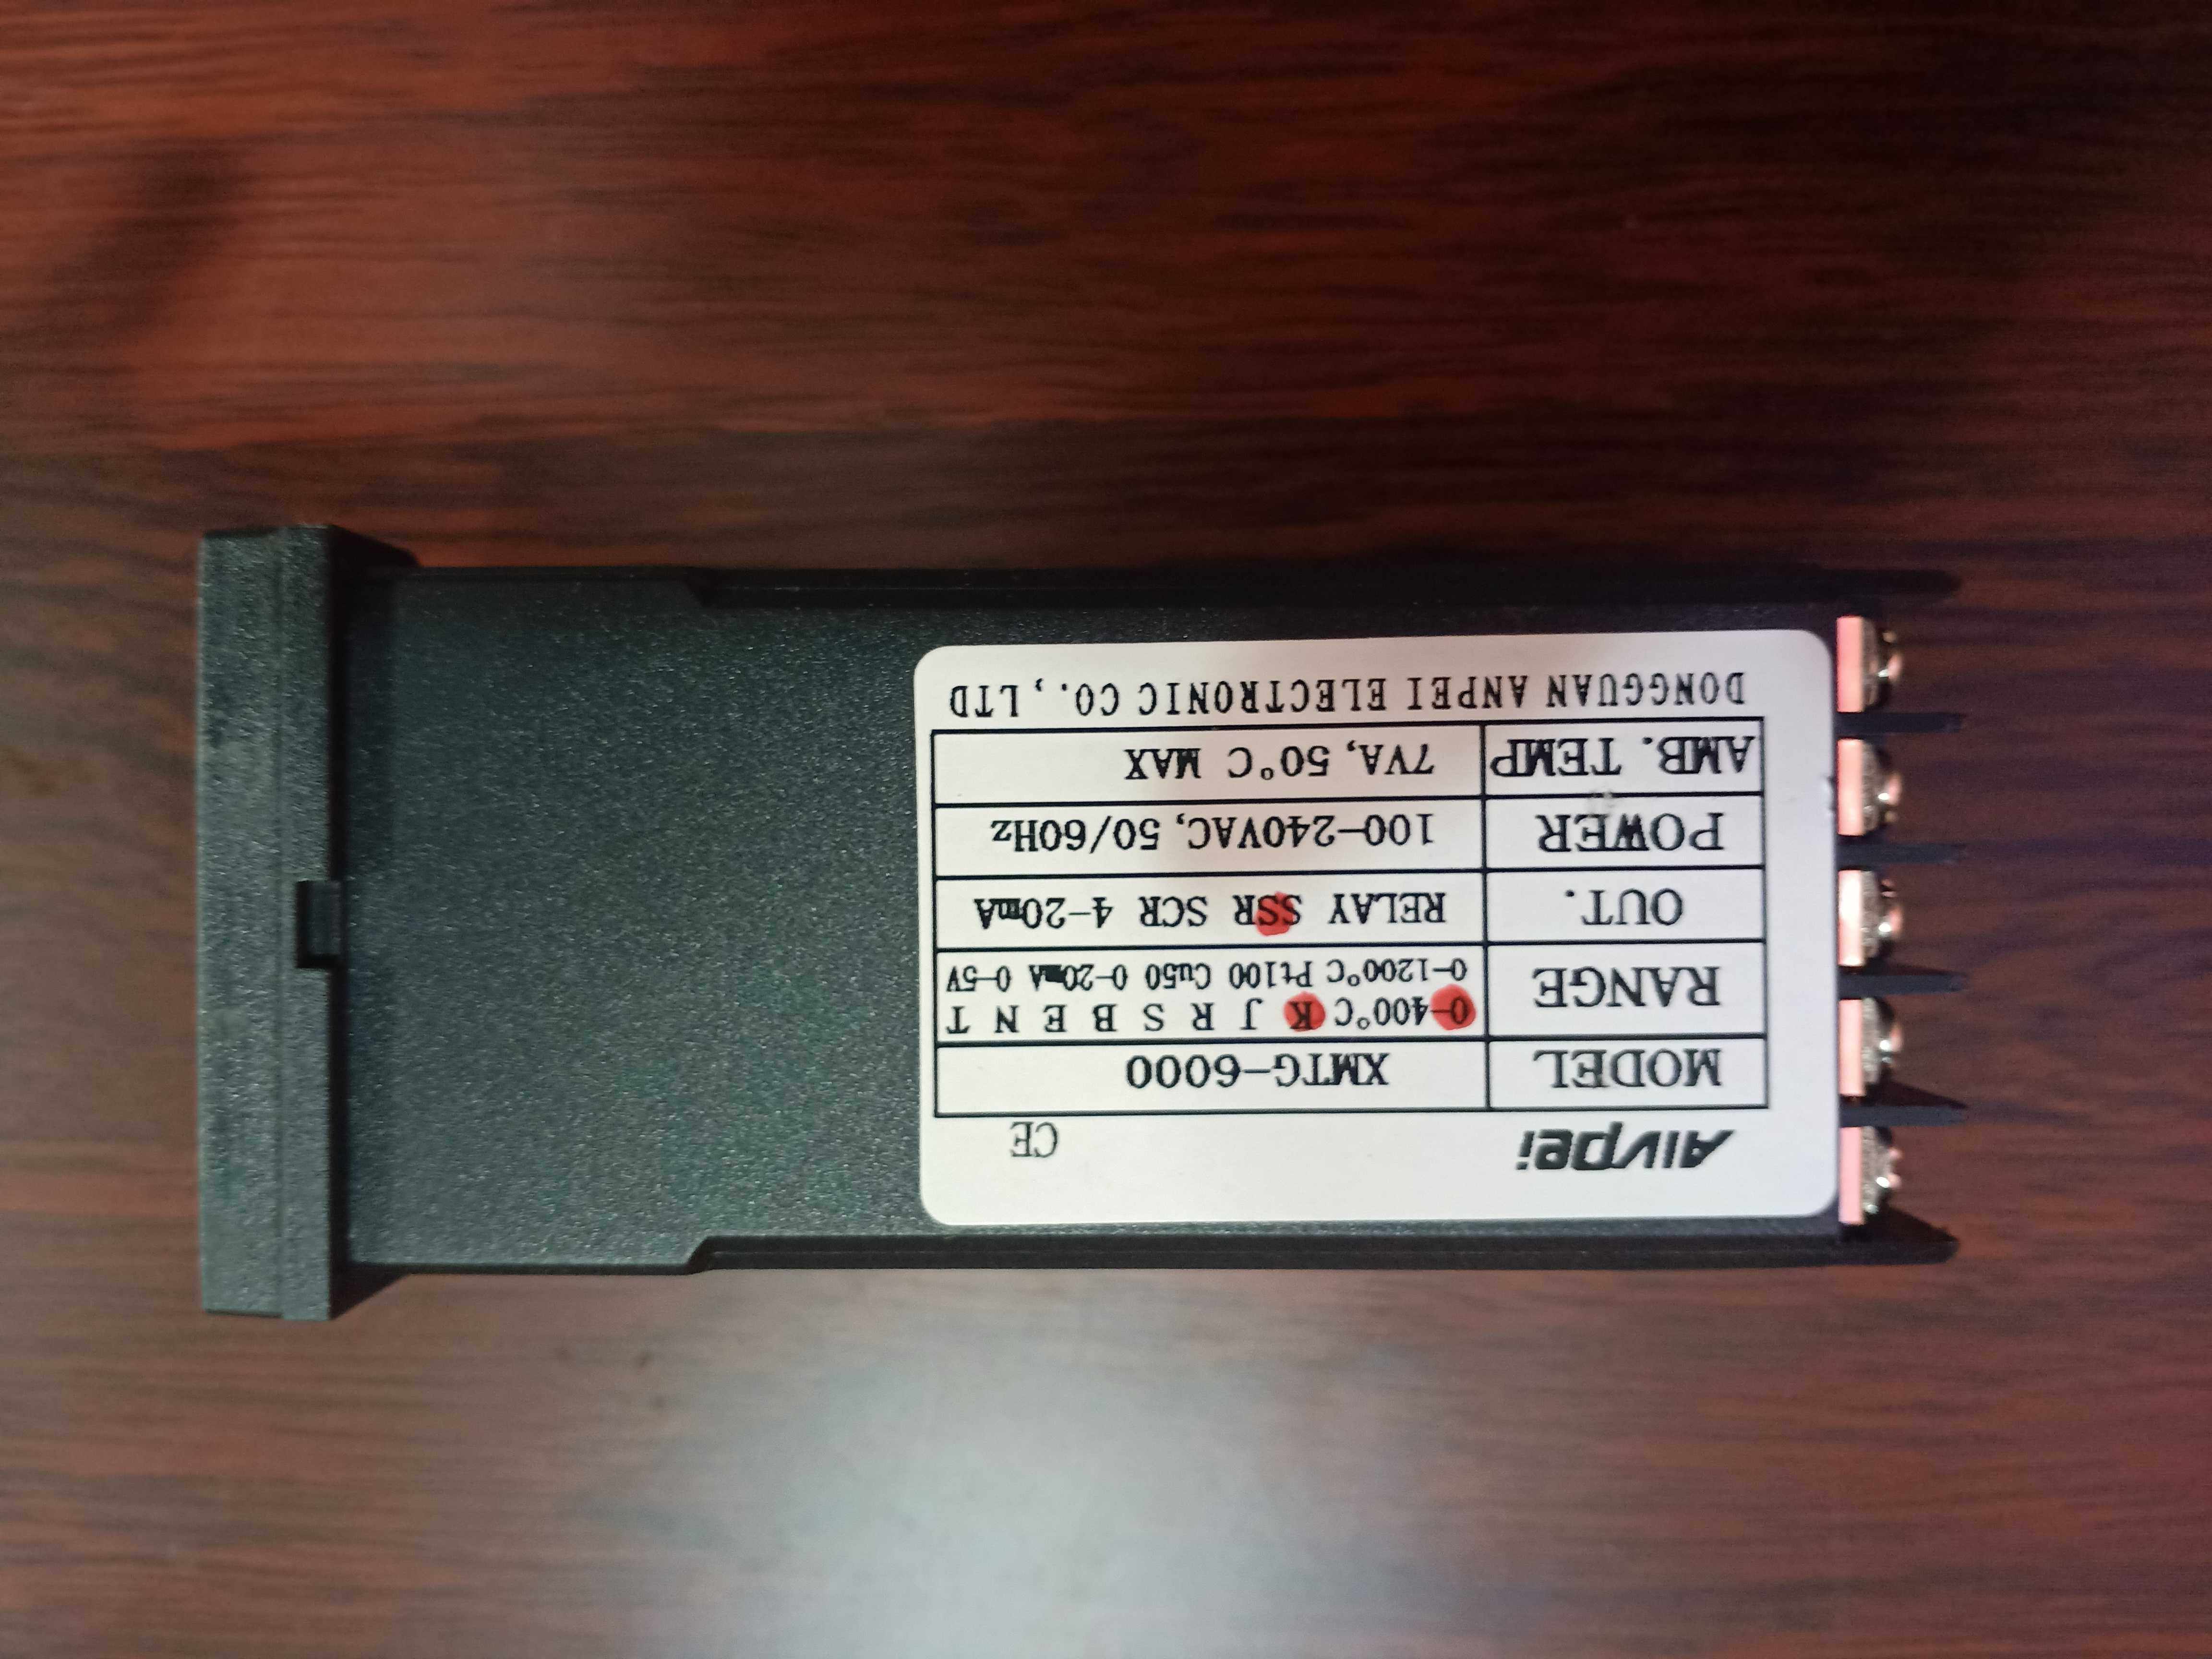 Aivpei CE
MODEL XMTG-6000
RANGE 0-400°C K J R S B E N T
0-1200°C Pt100 Cu50 0-20mA 0-5V
OUT. RELAY SSR SCR 4-20mA
POWER 100-240VAC, 50/60Hz
AMB. TEMP 7VA, 50°C MAX
DONGGUAN ANPEI ELECTRONIC CO., LTD